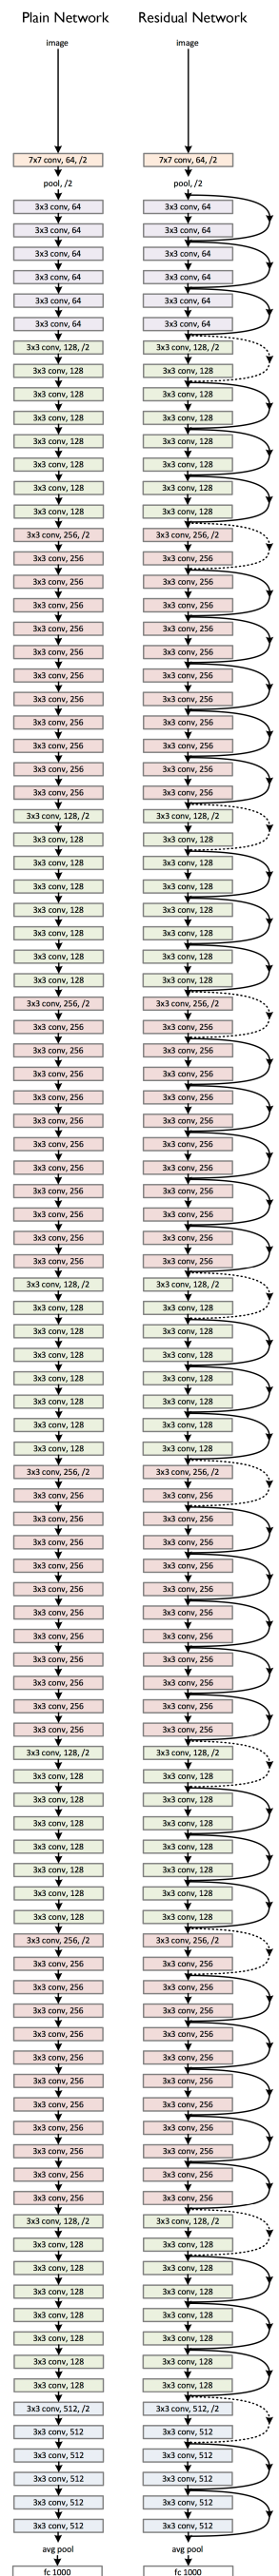 Plain Network
image
7x7 conv, 64, /2
pool, /2
3x3 conv, 64
3x3 conv, 64
3x3 conv, 64
3x3 conv, 64
3x3 conv, 64
3x3 conv, 64
3x3 conv, 128, /2
3x3 conv, 128
3x3 conv, 128
3x3 conv, 128
3x3 conv, 128
3x3 conv, 128
3x3 conv, 128
3x3 conv, 128
3x3 conv, 256, /2
3x3 conv, 256
3x3 conv, 256
3x3 conv, 256
3x3 conv, 256
3x3 conv, 256
3x3 conv, 256
3x3 conv, 256
3x3 conv, 256
3x3 conv, 256
3x3 conv, 256
3x3 conv, 256
3x3 conv, 128, /2
3x3 conv, 128
3x3 conv, 128
3x3 conv, 128
3x3 conv, 128
3x3 conv, 128
3x3 conv, 128
3x3 conv, 128
3x3 conv, 256, /2
3x3 conv, 256
3x3 conv, 256
3x3 conv, 256
3x3 conv, 256
3x3 conv, 256
3x3 conv, 256
3x3 conv, 256
3x3 conv, 256
3x3 conv, 256
3x3 conv, 256
3x3 conv, 256
3x3 conv, 128, /2
3x3 conv, 128
3x3 conv, 128
3x3 conv, 128
3x3 conv, 128
3x3 conv, 128
3x3 conv, 128
3x3 conv, 128
3x3 conv, 256, /2
3x3 conv, 256
3x3 conv, 256
3x3 conv, 256
3x3 conv, 256
3x3 conv, 256
3x3 conv, 256
3x3 conv, 256
3x3 conv, 256
3x3 conv, 256
3x3 conv, 256
3x3 conv, 256
3x3 conv, 128, /2
3x3 conv, 128
3x3 conv, 128
3x3 conv, 128
3x3 conv, 128
3x3 conv, 128
3x3 conv, 128
3x3 conv, 128
3x3 conv, 256, /2
3x3 conv, 256
3x3 conv, 256
3x3 conv, 256
3x3 conv, 256
3x3 conv, 256
3x3 conv, 256
3x3 conv, 256
3x3 conv, 256
3x3 conv, 256
3x3 conv, 256
3x3 conv, 256
3x3 conv, 128, /2
3x3 conv, 128
3x3 conv, 128
3x3 conv, 128
3x3 conv, 128
3x3 conv, 128
3x3 conv, 128
3x3 conv, 128
3x3 conv, 512, /2
3x3 conv, 512
3x3 conv, 512
3x3 conv, 512
3x3 conv, 512
3x3 conv, 512
avg pool
fc 1000
Residual Network
image
7x7 conv, 64, /2
pool, /2
3x3 conv, 64
3x3 conv, 64
3x3 conv, 64
3x3 conv, 64
3x3 conv, 64
3x3 conv, 64
3x3 conv, 128, /2
3x3 conv, 128
3x3 conv, 128
3x3 conv, 128
3x3 conv, 128
3x3 conv, 128
3x3 conv, 128
3x3 conv, 128
3x3 conv, 256, /2
3x3 conv, 256
3x3 conv, 256
3x3 conv, 256
3x3 conv, 256
3x3 conv, 256
3x3 conv, 256
3x3 conv, 256
3x3 conv, 256
3x3 conv, 256
3x3 conv, 256
3x3 conv, 256
3x3 conv, 128, /2
3x3 conv, 128
3x3 conv, 128
3x3 conv, 128
3x3 conv, 128
3x3 conv, 128
3x3 conv, 128
3x3 conv, 128
3x3 conv, 256, /2
3x3 conv, 256
3x3 conv, 256
3x3 conv, 256
3x3 conv, 256
3x3 conv, 256
3x3 conv, 256
3x3 conv, 256
3x3 conv, 256
3x3 conv, 256
3x3 conv, 256
3x3 conv, 256
3x3 conv, 128, /2
3x3 conv, 128
3x3 conv, 128
3x3 conv, 128
3x3 conv, 128
3x3 conv, 128
3x3 conv, 128
3x3 conv, 128
3x3 conv, 256, /2
3x3 conv, 256
3x3 conv, 256
3x3 conv, 256
3x3 conv, 256
3x3 conv, 256
3x3 conv, 256
3x3 conv, 256
3x3 conv, 256
3x3 conv, 256
3x3 conv, 256
3x3 conv, 256
3x3 conv, 128, /2
3x3 conv, 128
3x3 conv, 128
3x3 conv, 128
3x3 conv, 128
3x3 conv, 128
3x3 conv, 128
3x3 conv, 128
3x3 conv, 256, /2
3x3 conv, 256
3x3 conv, 256
3x3 conv, 256
3x3 conv, 256
3x3 conv, 256
3x3 conv, 256
3x3 conv, 256
3x3 conv, 256
3x3 conv, 256
3x3 conv, 256
3x3 conv, 256
3x3 conv, 128, /2
3x3 conv, 128
3x3 conv, 128
3x3 conv, 128
3x3 conv, 128
3x3 conv, 128
3x3 conv, 128
3x3 conv, 128
3x3 conv, 512, /2
3x3 conv, 512
3x3 conv, 512
3x3 conv, 512
3x3 conv, 512
3x3 conv, 512
avg pool
fc 1000